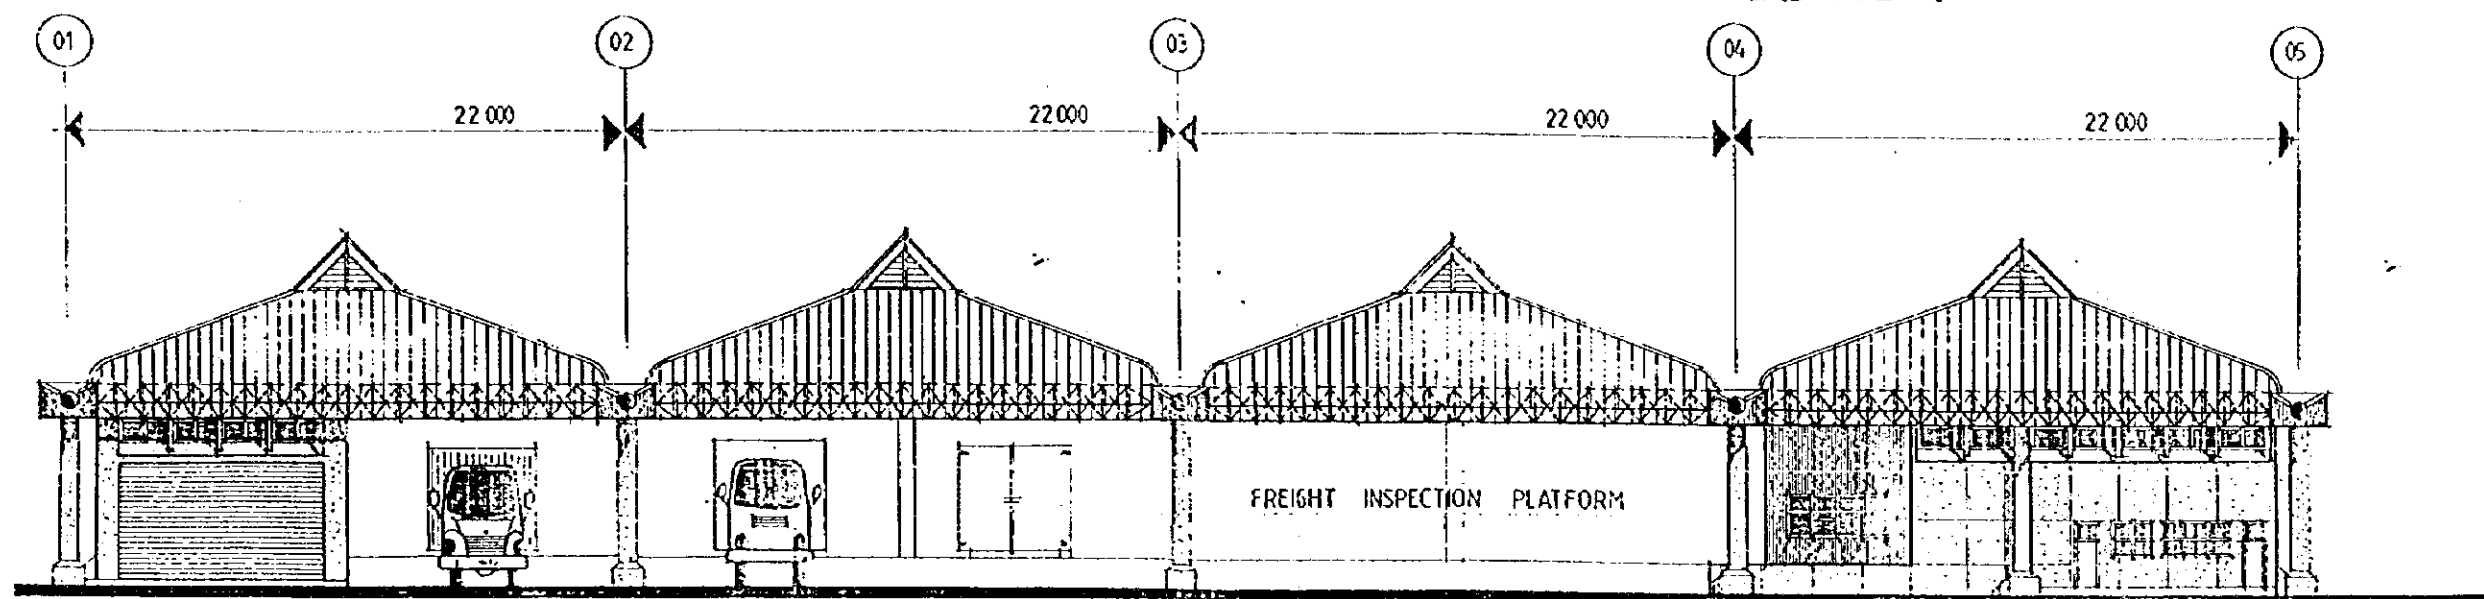 01 02 03 04 05
22 000 22 000 22 000 22 000
FREIGHT INSPECTION PLATFORM